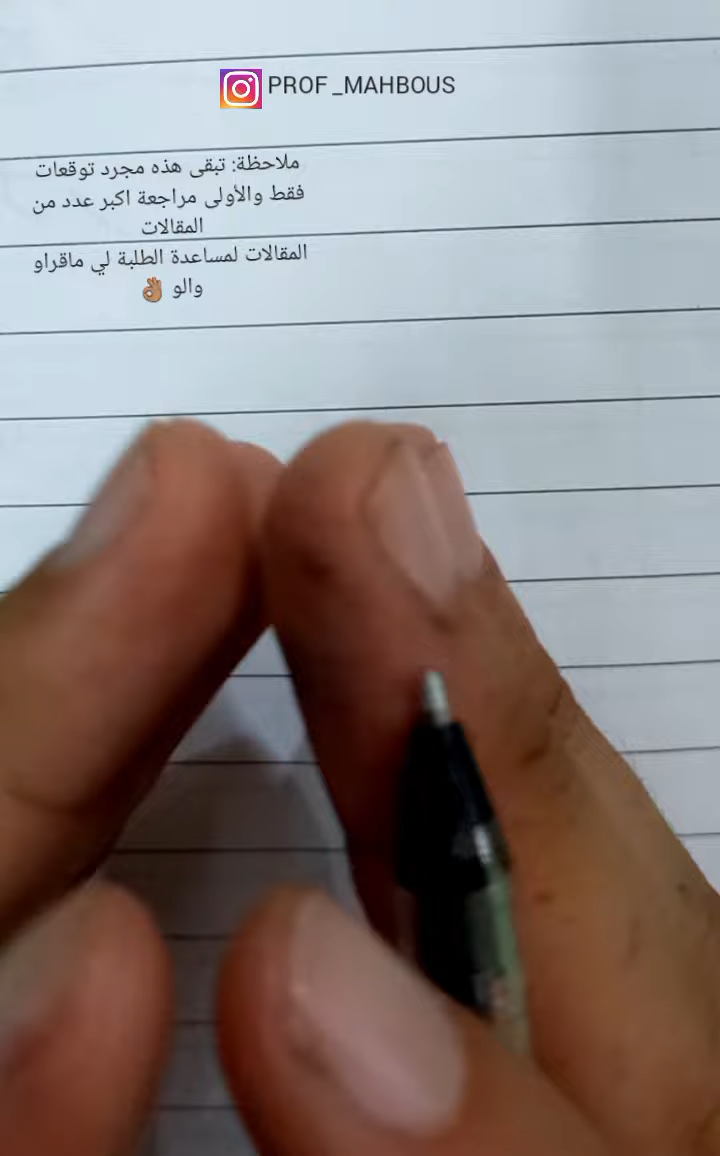 PROF_MAHBOUS
ملاحظة: تبقى هذه مجرد توقعات
فقط والأولى مراجعة اكبر عدد من
المقالات
المقالات لمساعدة الطلبة لي ماقراو
والو 👌🏽